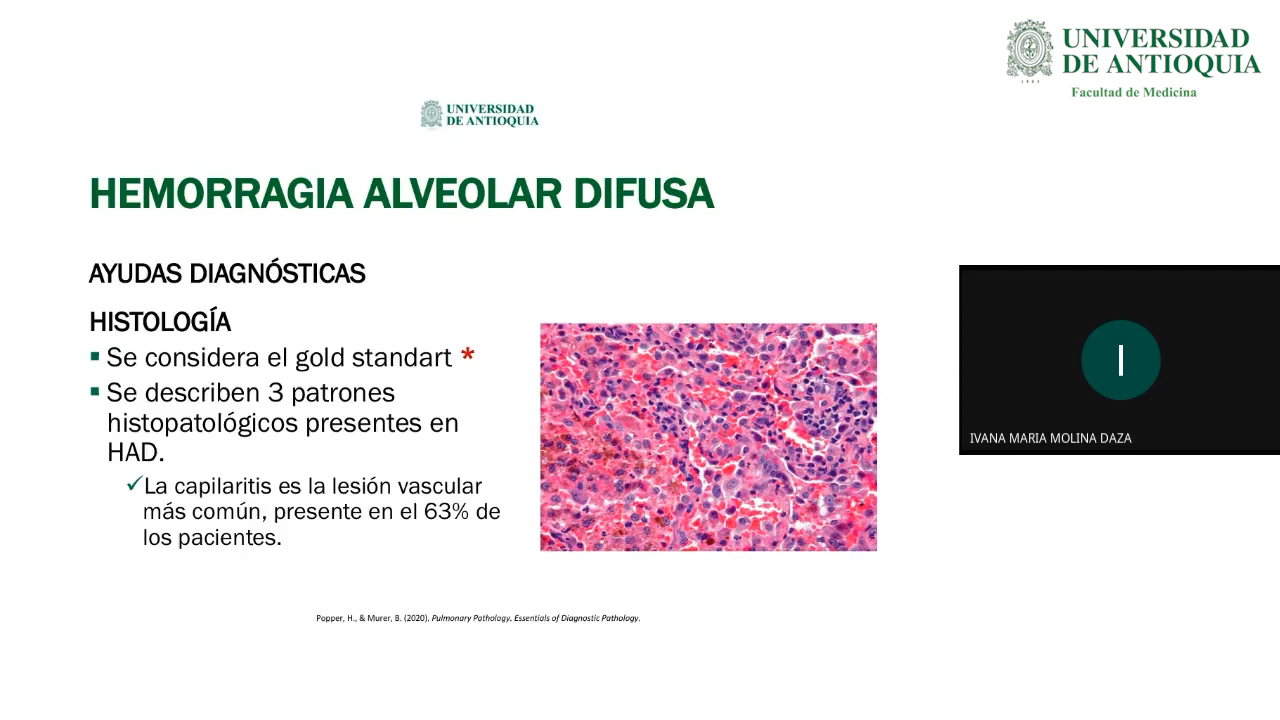 UNIVERSIDAD
DE ANTIOQUIA
1803
Facultad de Medicina
UNIVERSIDAD
DE ANTIOQUIA
HEMORRAGIA ALVEOLAR DIFUSA
AYUDAS DIAGNÓSTICAS
HISTOLOGÍA
▪ Se considera el gold standart *
▪ Se describen 3 patrones
histopatológicos presentes en
HAD.
✓La capilaritis es la lesión vascular
más común, presente en el 63% de
los pacientes.
Popper, H., & Murer, B. (2020). Pulmonary Pathology. Essentials of Diagnostic Pathology.
I
IVANA MARIA MOLINA DAZA